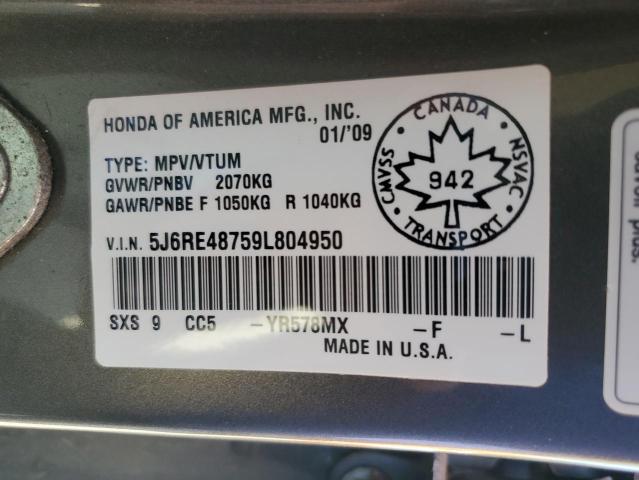 HONDA OF AMERICA MFG., INC.
01/'09
TYPE: MPV/VTUM
GVWR/PNBV 2070KG
GAWR/PNBE F 1050KG R 1040KG
V.I.N. 5J6RE48759L804950
SXS 9 CC5 -YR578MX -F -L
MADE IN U.S.A.
CANADA
CMVSS
942
NSVAC
TRANSPORT
plus.